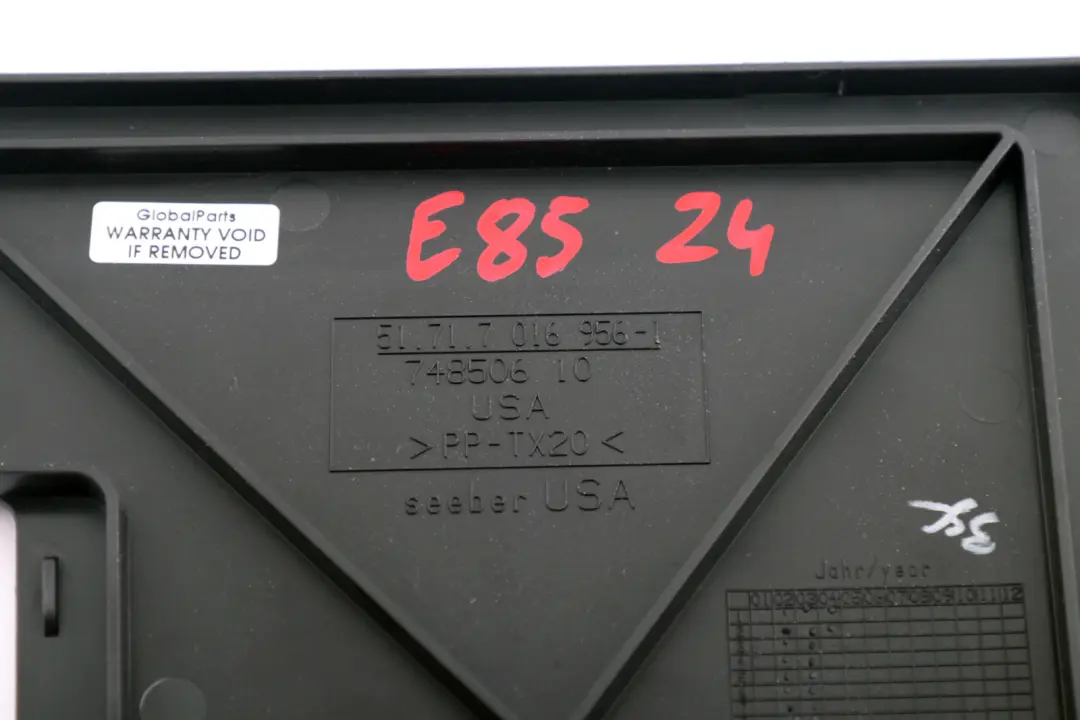 GlobalParts
WARRANTY VOID
IF REMOVED
E85 Z4
51.71.7 016 956-1
748506 10
USA
>PP-TX20<
seeber USA
Jahr/year